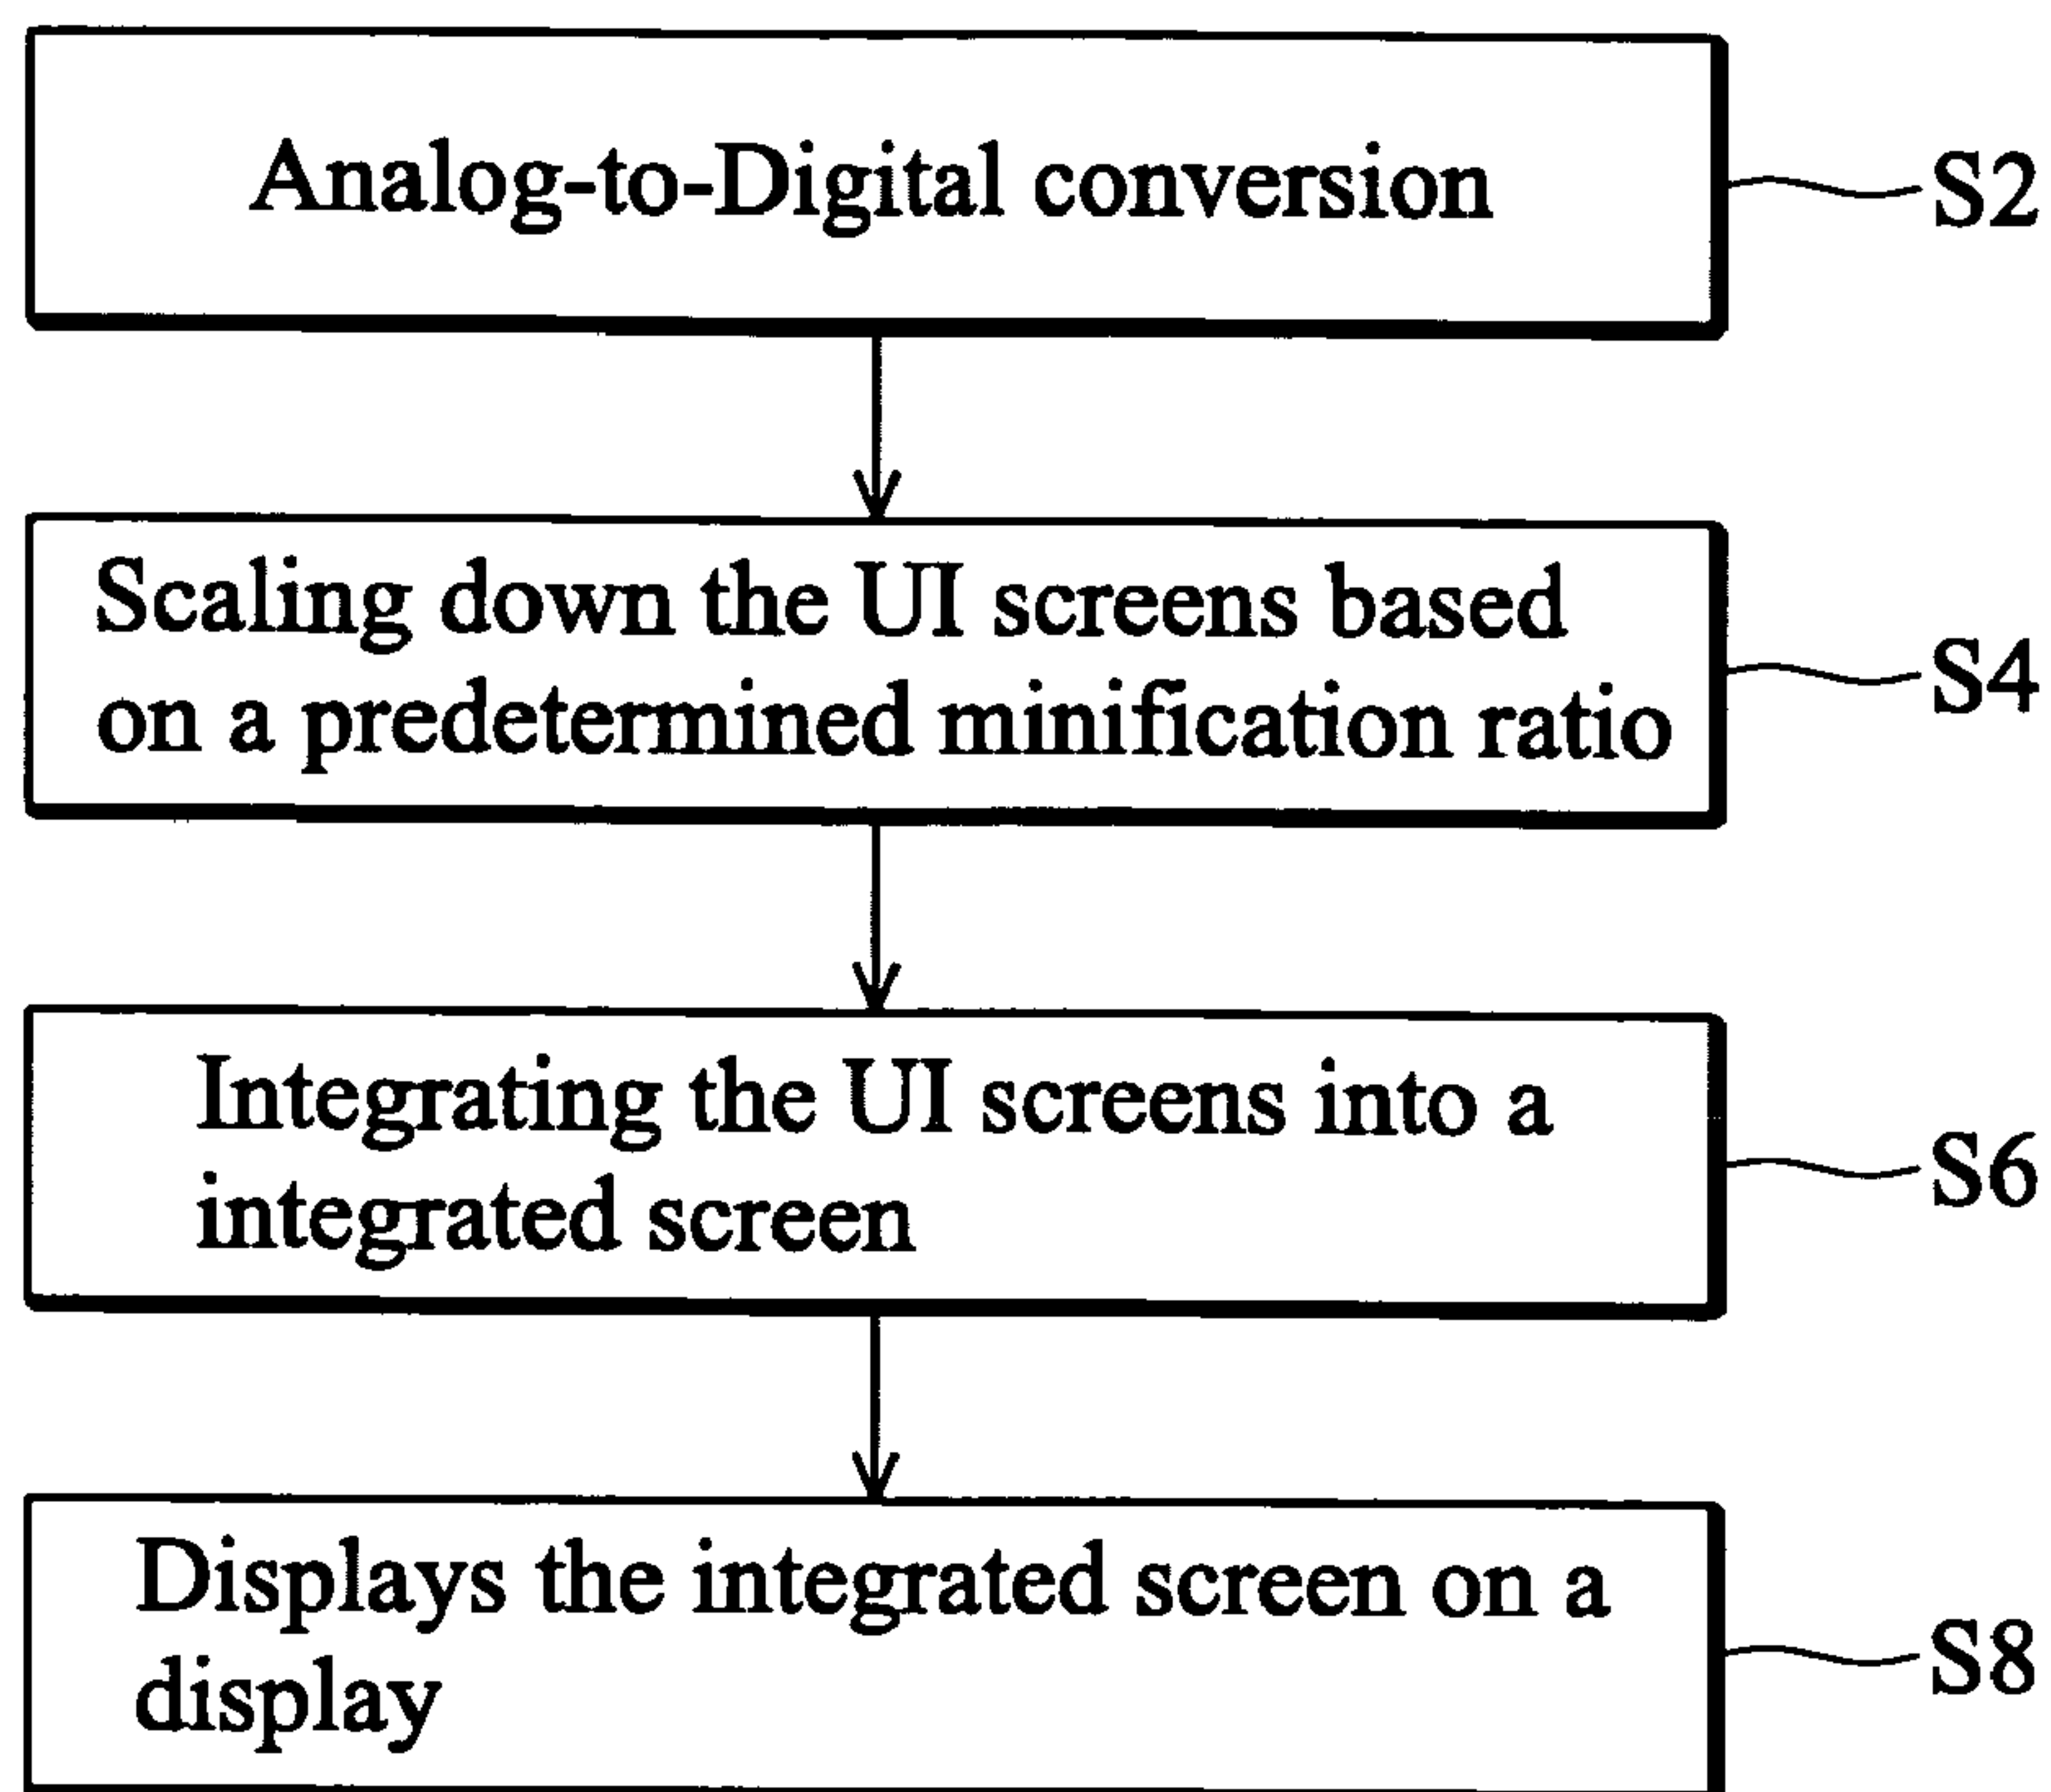 Analog-to-Digital conversion
S2
Scaling down the UI screens based
on a predetermined minification ratio
S4
Integrating the UI screens into a
integrated screen
S6
Displays the integrated screen on a
display
S8